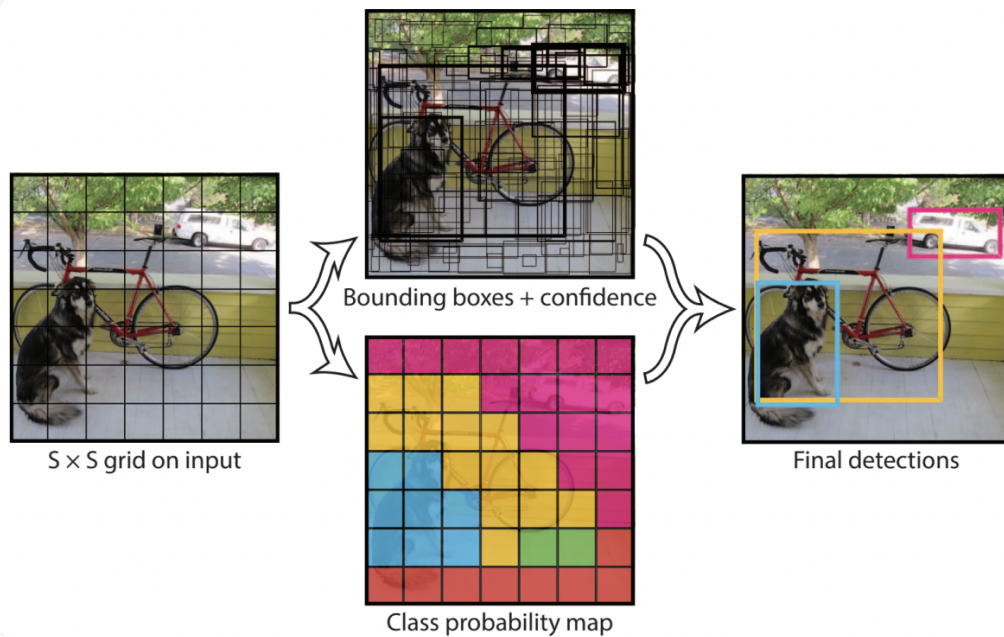 S × S grid on input
Bounding boxes + confidence
Class probability map
Final detections